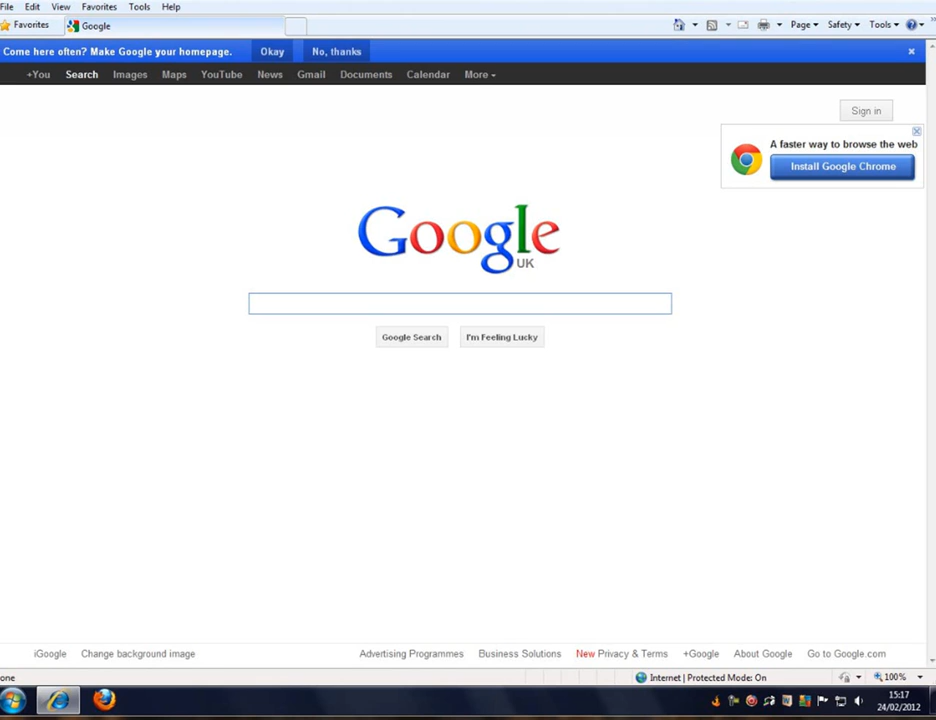 File Edit View Favorites Tools Help
Favorites Google Page Safety Tools
Come here often? Make Google your homepage. Okay No, thanks
+You Search Images Maps YouTube News Gmail Documents Calendar More
Sign in
A faster way to browse the web
Install Google Chrome
Google
UK
Google Search I'm Feeling Lucky
iGoogle Change background image Advertising Programmes Business Solutions New Privacy & Terms +Google About Google Go to Google.com
one Internet | Protected Mode: On 100%
15:17
24/02/2012